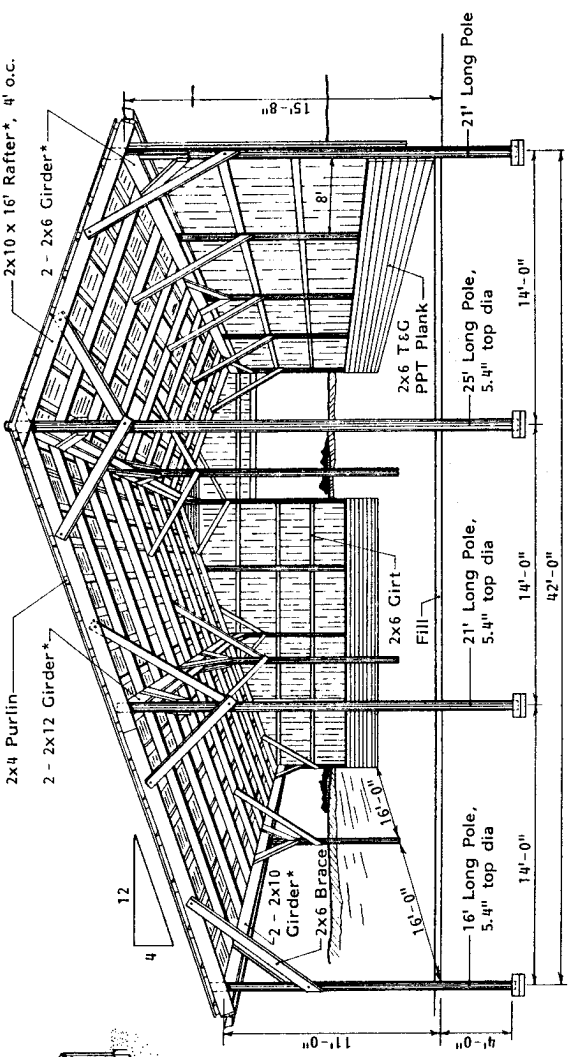 2x10 x 16' Rafter*, 4' o.c.
2 - 2x6 Girder*
2x4 Purlin
2 - 2x12 Girder*
12
4
15'-8"
8'
2x6 T&G
PPT Plank
2x6 Girt
Fill
2 - 2x10
Girder*
2x6 Brace
16'-0"
16'-0"
11'-0"
4'-0"
16' Long Pole,
5.4" top dia
21' Long Pole,
5.4" top dia
25' Long Pole,
5.4" top dia
21' Long Pole
14'-0"
14'-0"
14'-0"
42'-0"